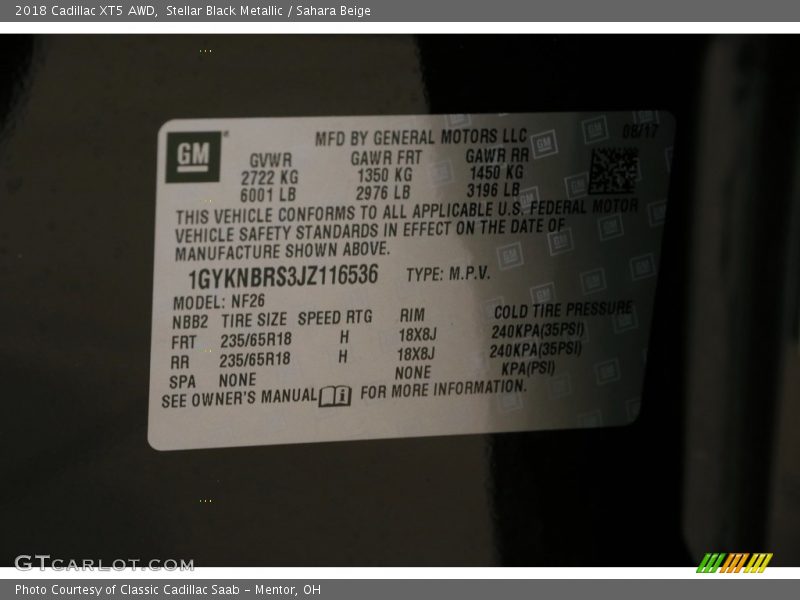 2018 Cadillac XT5 AWD, Stellar Black Metallic / Sahara Beige
GM
MFD BY GENERAL MOTORS LLC 08/17
GVWR GAWR FRT GAWR RR
2722 KG 1350 KG 1450 KG
6001 LB 2976 LB 3196 LB
THIS VEHICLE CONFORMS TO ALL APPLICABLE U.S. FEDERAL MOTOR
VEHICLE SAFETY STANDARDS IN EFFECT ON THE DATE OF
MANUFACTURE SHOWN ABOVE.
1GYKNBRS3JZ116536 TYPE: M.P.V.
MODEL: NF26
NBB2 TIRE SIZE SPEED RTG RIM COLD TIRE PRESSURE
FRT 235/65R18 H 18X8J 240KPA(35PSI)
RR 235/65R18 H 18X8J 240KPA(35PSI)
SPA NONE NONE KPA(PSI)
SEE OWNER'S MANUAL FOR MORE INFORMATION.
GTCARLOT.COM
Photo Courtesy of Classic Cadillac Saab - Mentor, OH